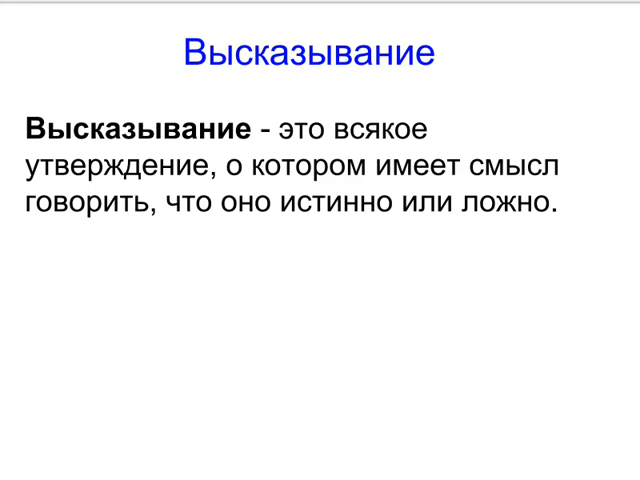 Высказывание
Высказывание - это всякое
утверждение, о котором имеет смысл
говорить, что оно истинно или ложно.